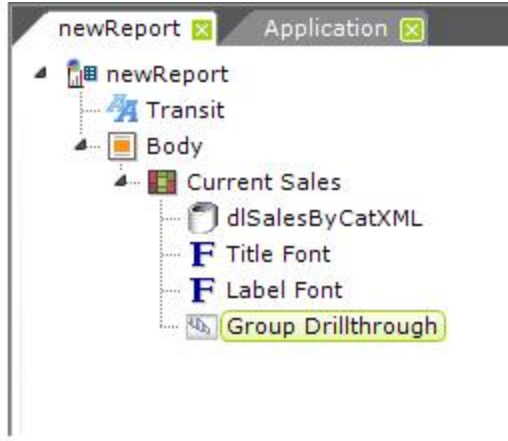 newReport Application
newReport
Transit
Body
Current Sales
dlSalesByCatXML
Title Font
Label Font
Group Drillthrough